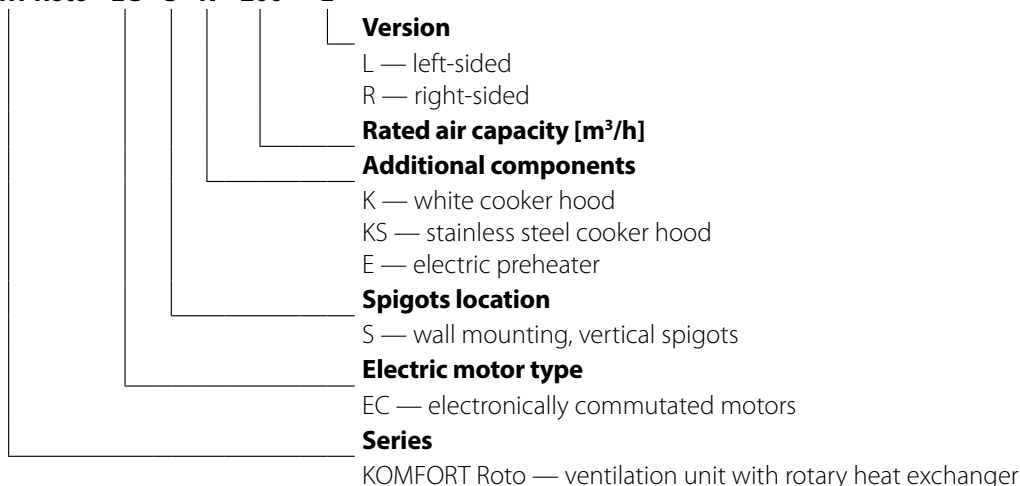 Version
L — left-sided
R — right-sided
Rated air capacity [m³/h]
Additional components
K — white cooker hood
KS — stainless steel cooker hood
E — electric preheater
Spigots location
S — wall mounting, vertical spigots
Electric motor type
EC — electronically commutated motors
Series
KOMFORT Roto — ventilation unit with rotary heat exchanger